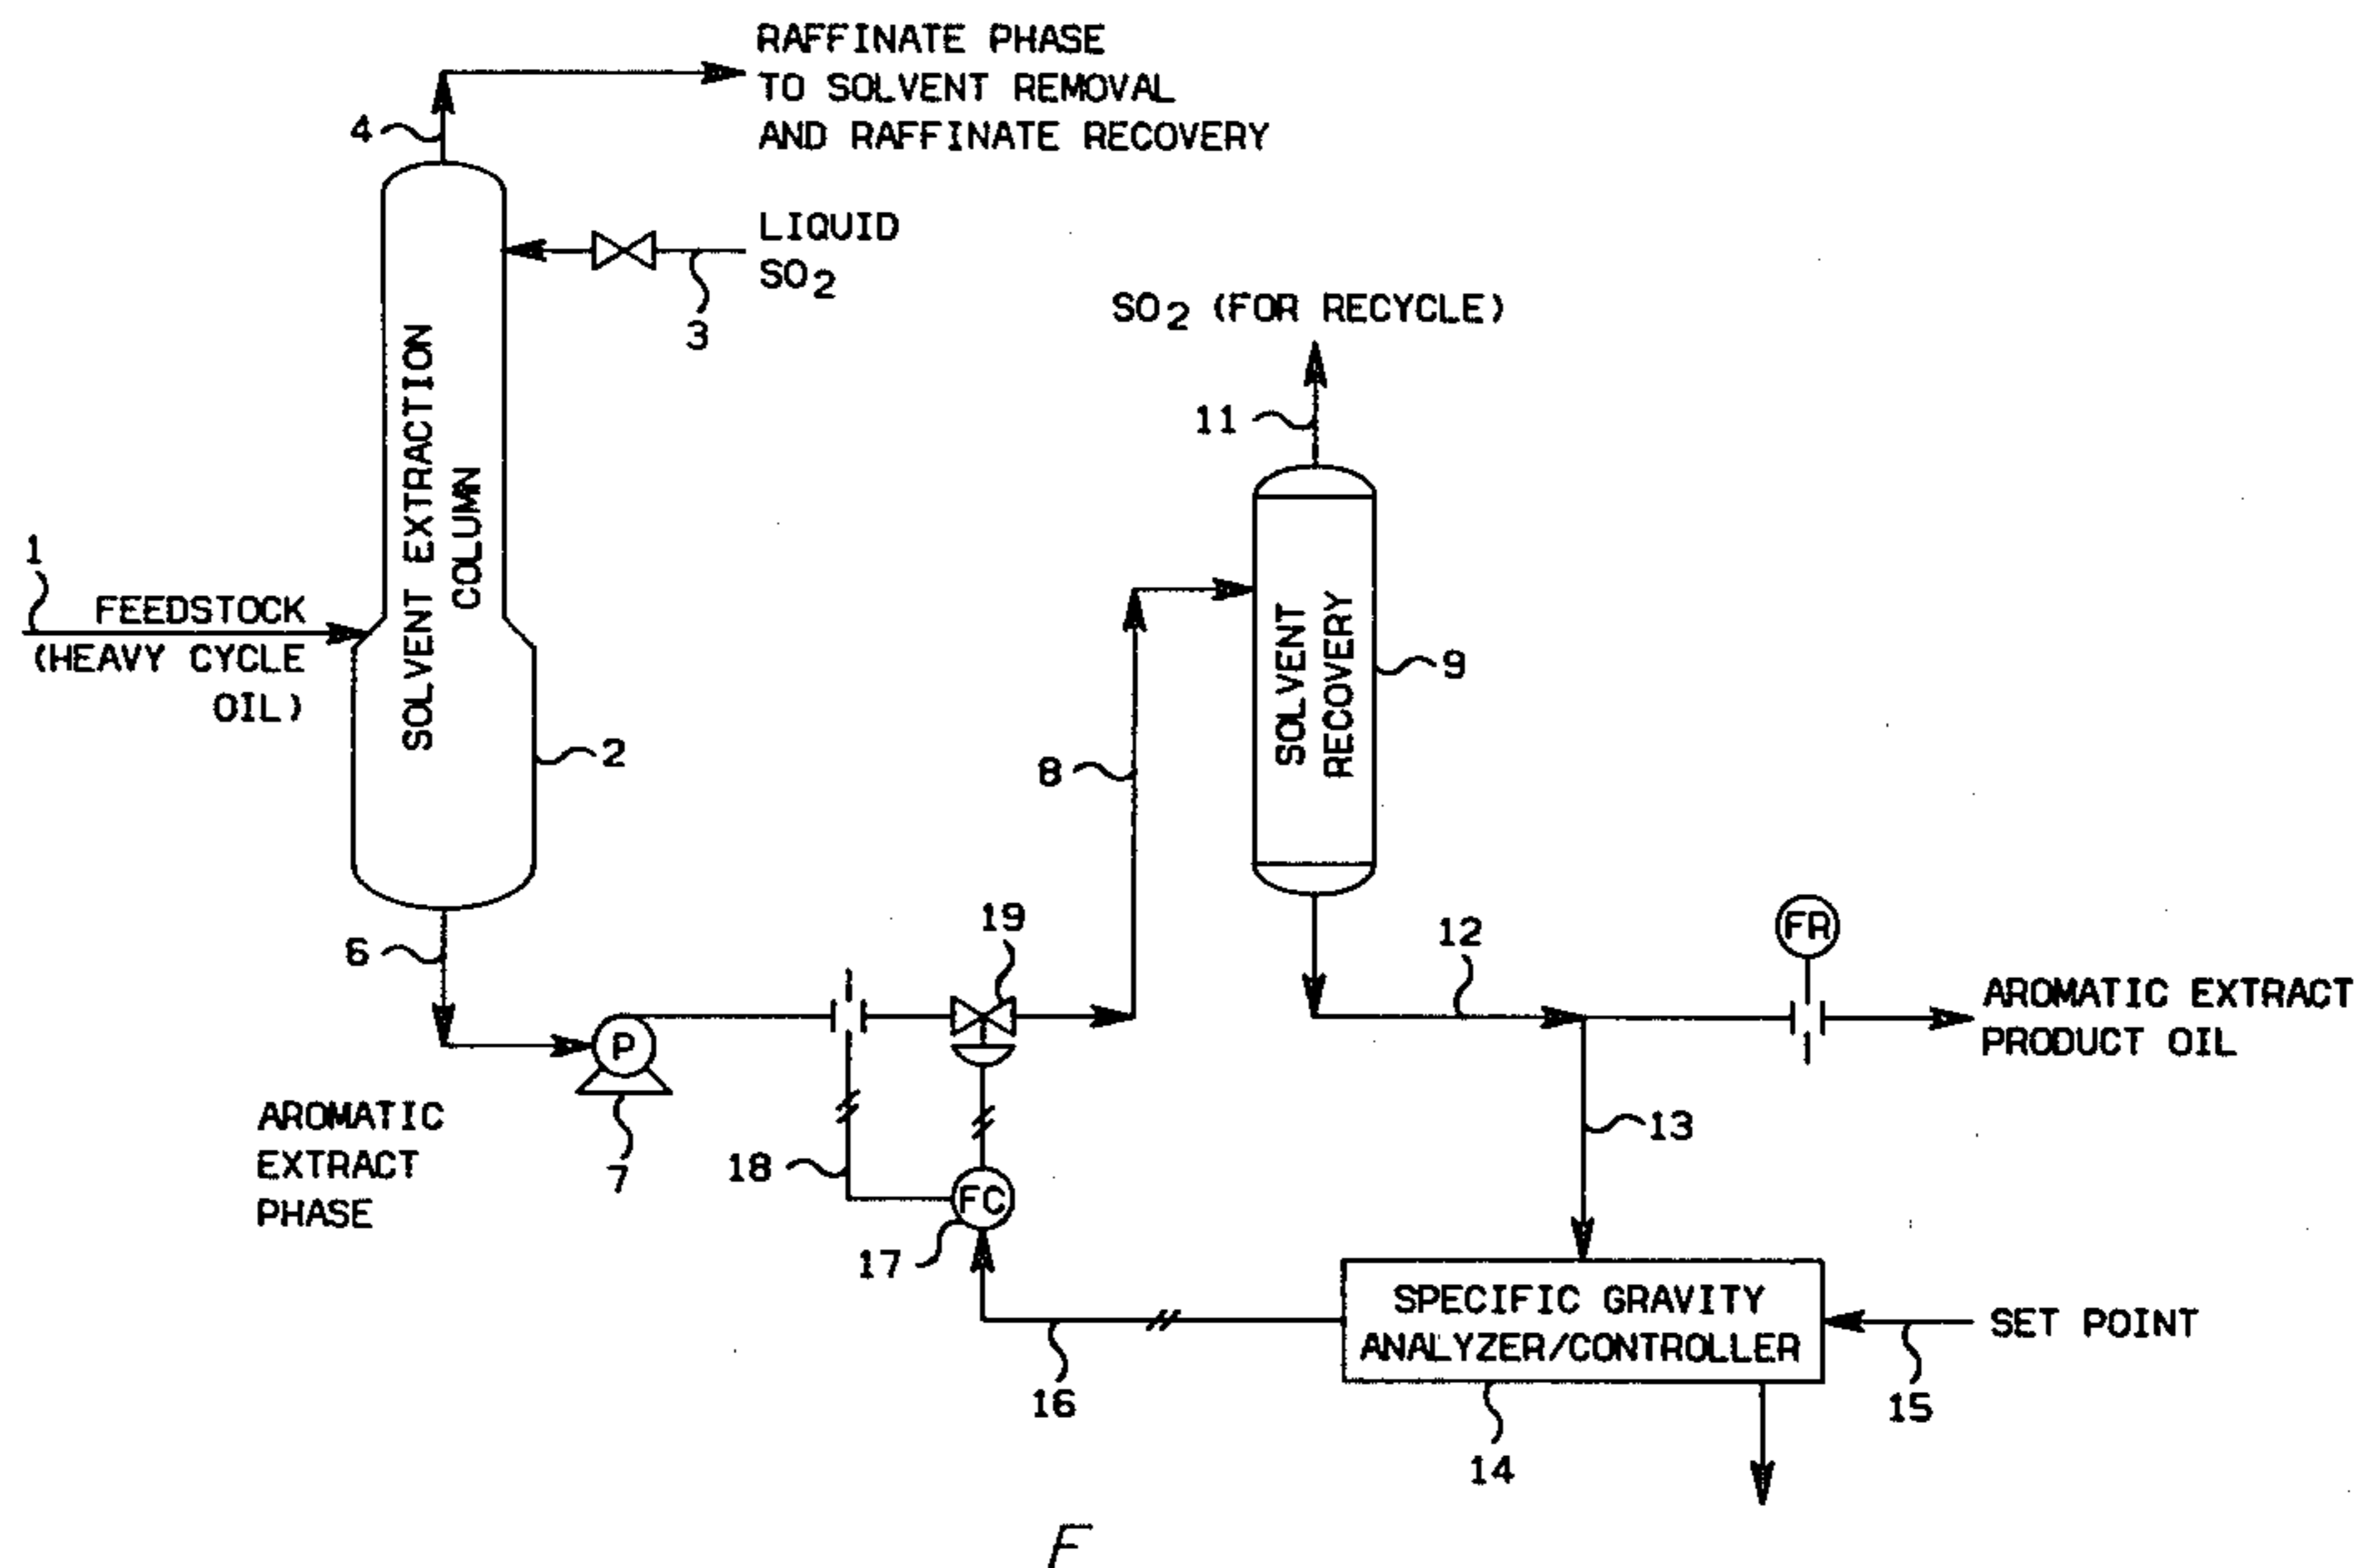 RAFFINATE PHASE
TO SOLVENT REMOVAL
AND RAFFINATE RECOVERY
4
LIQUID
SO2
3
SO2 (FOR RECYCLE)
11
SOLVENT EXTRACTION
COLUMN
1
FEEDSTOCK
(HEAVY CYCLE
OIL)
2
SOLVENT
RECOVERY
9
8
6
19
12
FR
AROMATIC EXTRACT
PRODUCT OIL
P
7
AROMATIC
EXTRACT
PHASE
18
FC
17
13
SPECIFIC GRAVITY
ANALYZER/CONTROLLER
SET POINT
16
14
15
F